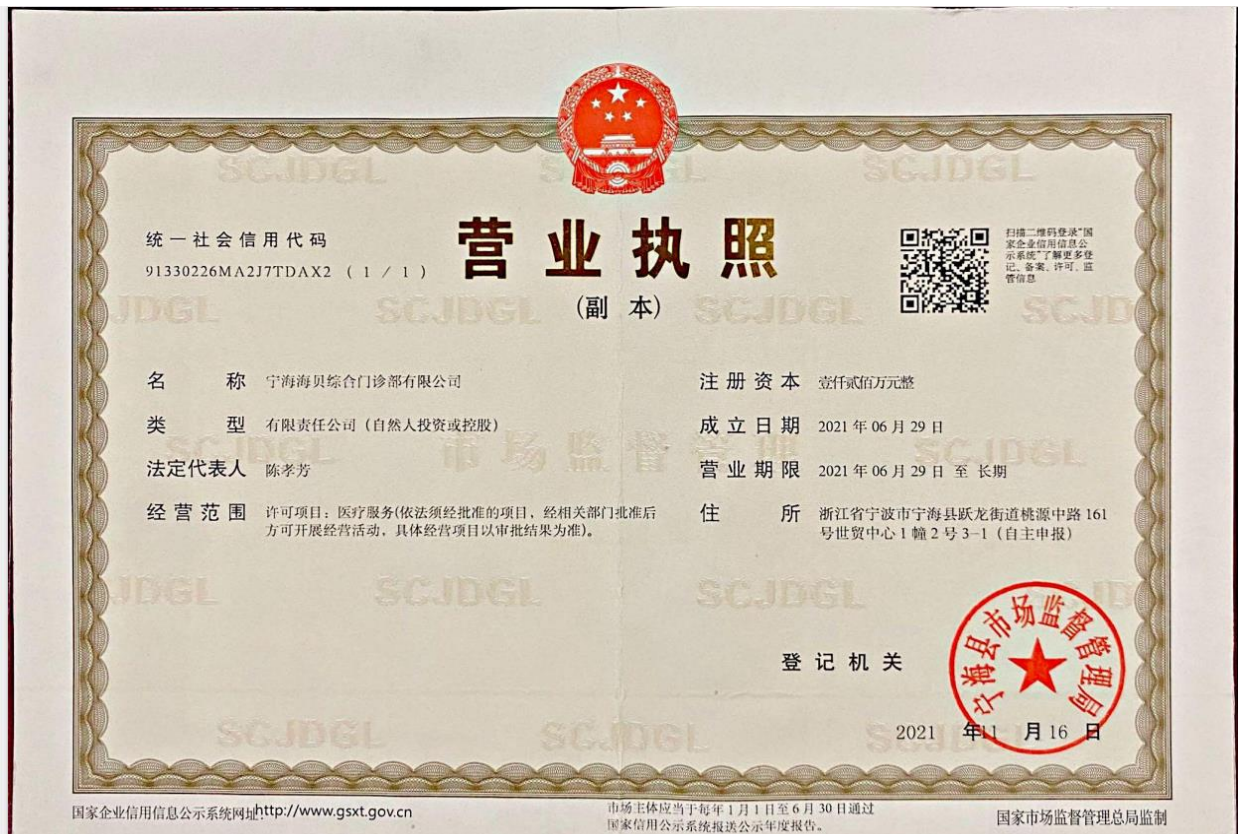 统一社会信用代码
91330226MA2J7TDAX2 (1/1)
营业执照
(副本)
扫描二维码登录"国
家企业信用信息公
示系统"了解更多登
记、备案、许可、监
管信息
名称 宁海海贝综合门诊部有限公司
类型 有限责任公司(自然人投资或控股)
法定代表人 陈孝芳
经营范围 许可项目:医疗服务(依法须经批准的项目,经相关部门批准后
方可开展经营活动,具体经营项目以审批结果为准)。
注册资本 壹仟贰佰万元整
成立日期 2021年06月29日
营业期限 2021年06月29日 至 长期
住所 浙江省宁波市宁海县跃龙街道桃源中路161
号世贸中心1幢2号3-1(自主申报)
登记机关
宁海县市场监督管理局
2021 年11 月16 日
国家企业信用信息公示系统网址:http://www.gsxt.gov.cn
市场主体应当于每年1月1日至6月30日通过
国家信用公示系统报送公示年度报告。
国家市场监督管理总局监制
SCJDGL
市场监督管理